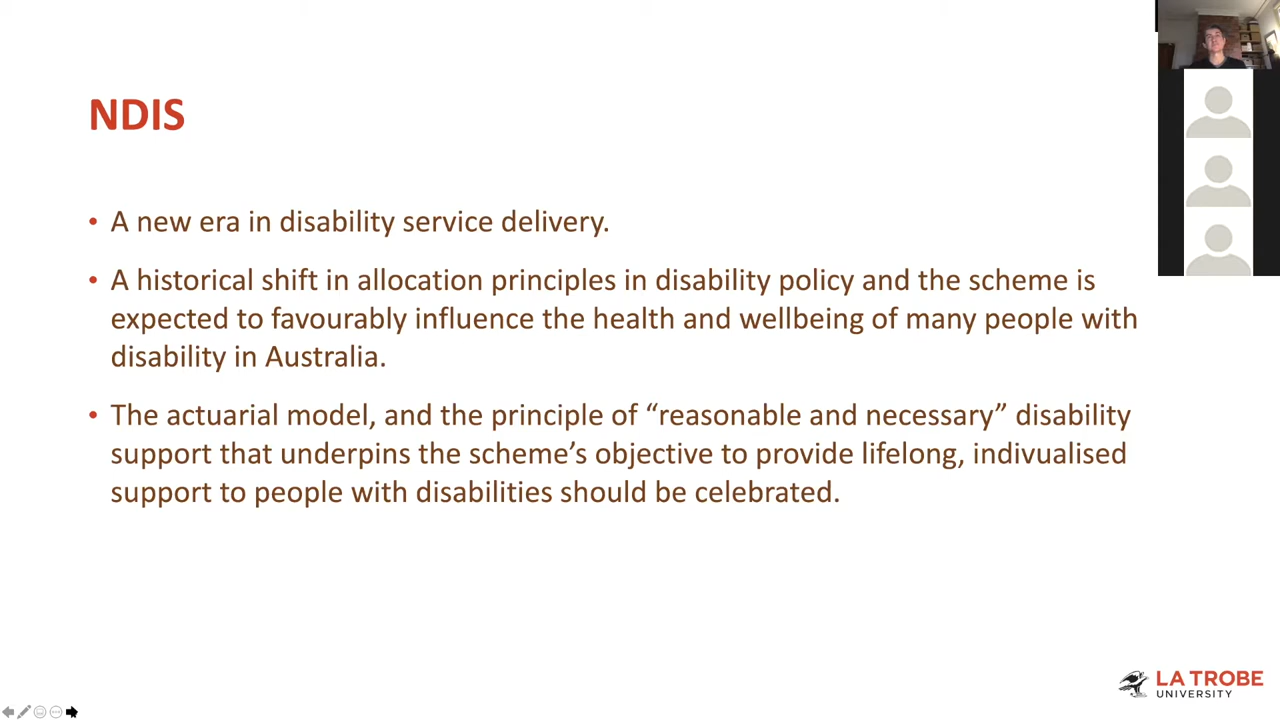 NDIS
• A new era in disability service delivery.
• A historical shift in allocation principles in disability policy and the scheme is
expected to favourably influence the health and wellbeing of many people with
disability in Australia.
• The actuarial model, and the principle of “reasonable and necessary” disability
support that underpins the scheme’s objective to provide lifelong, indivualised
support to people with disabilities should be celebrated.
LA TROBE
UNIVERSITY